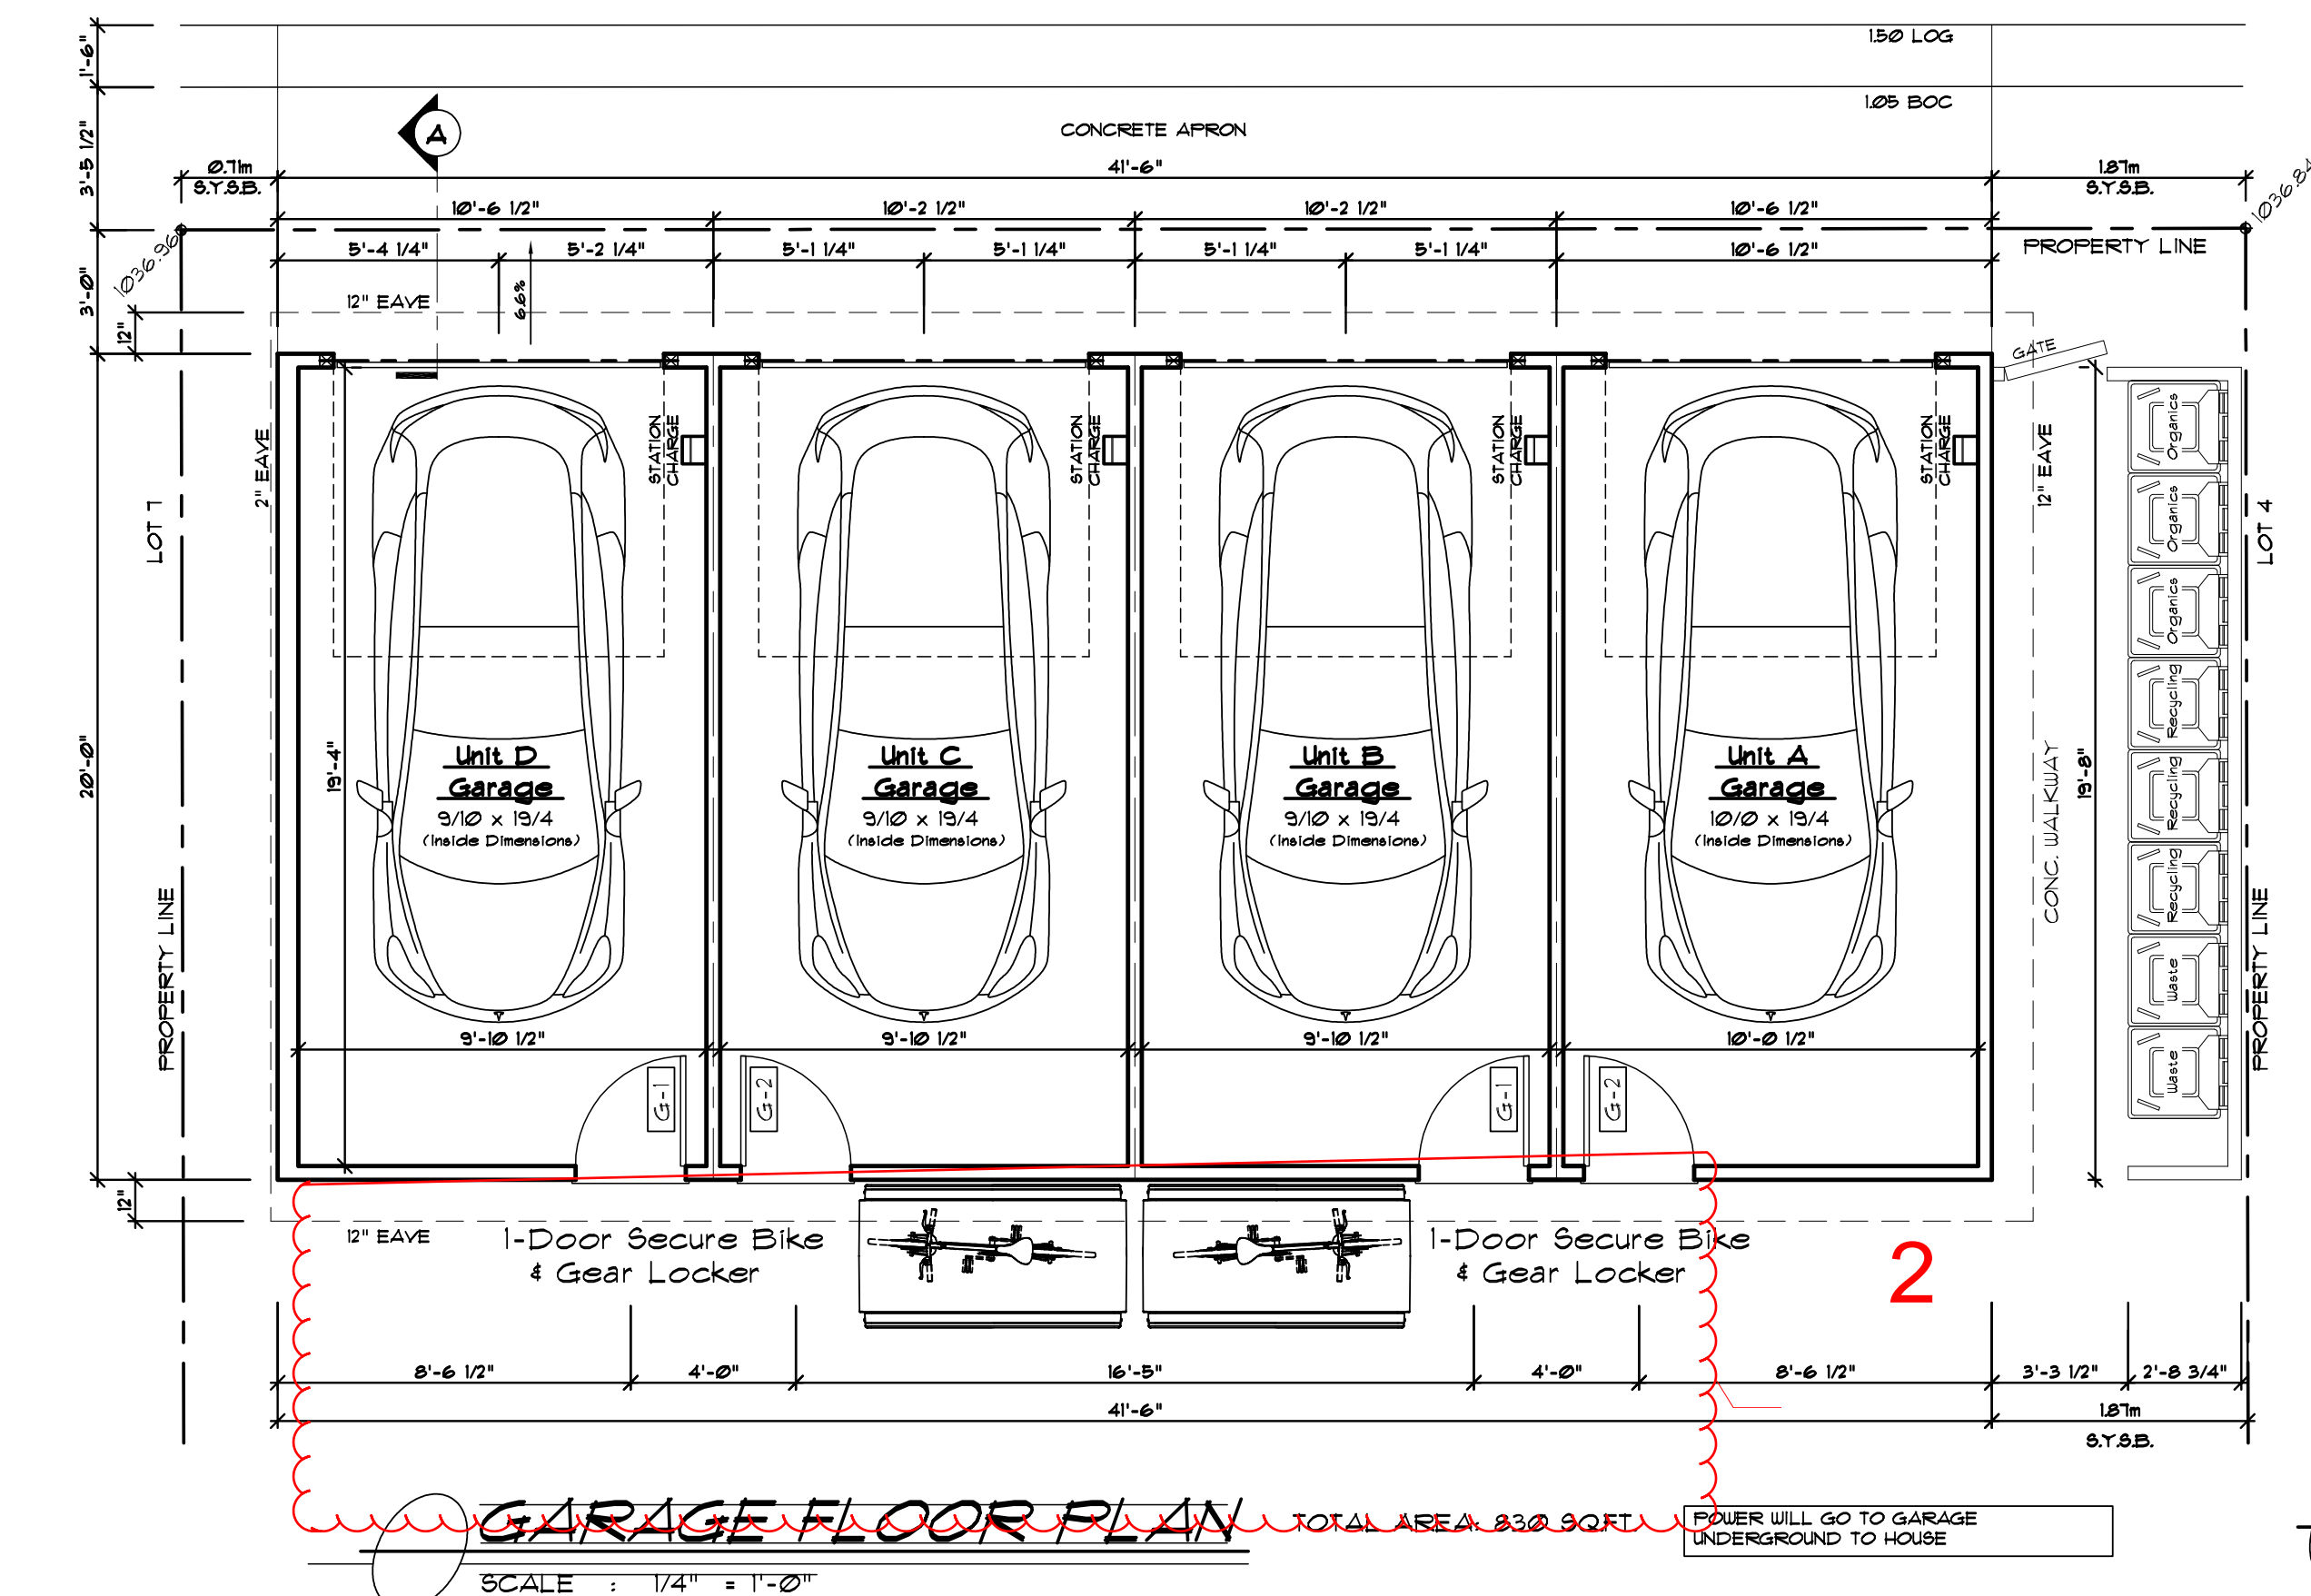 1.50 LOG
1'-6"
1.05 BOC
A
CONCRETE APRON
3'-5 1/2"
0.71m
S.Y.S.B.
41'-6"
1.87m
S.Y.S.B.
1036.96
10'-6 1/2"
10'-2 1/2"
10'-2 1/2"
10'-6 1/2"
PROPERTY LINE
5'-4 1/4"
5'-2 1/4"
5'-1 1/4"
5'-1 1/4"
5'-1 1/4"
5'-1 1/4"
10'-6 1/2"
3'-0"
12"
12" EAVE
6.6%
GATE
2" EAVE
STATION
CHARGE
STATION
CHARGE
STATION
CHARGE
STATION
CHARGE
12" EAVE
LOT 7
LOT 4
Organics
Organics
Organics
Recycling
Recycling
Recycling
Waste
Waste
20'-0"
19'-4"
Unit D
Garage
9/10 x 19/4
(Inside Dimensions)
Unit C
Garage
9/10 x 19/4
(Inside Dimensions)
Unit B
Garage
9/10 x 19/4
(Inside Dimensions)
Unit A
Garage
10/0 x 19/4
(Inside Dimensions)
CONC. WALKWAY
19'-8"
PROPERTY LINE
PROPERTY LINE
9'-10 1/2"
9'-10 1/2"
9'-10 1/2"
10'-0 1/2"
G-1
G-2
G-1
G-2
12"
12" EAVE
1-Door Secure Bike
& Gear Locker
1-Door Secure Bike
& Gear Locker
2
8'-6 1/2"
4'-0"
16'-5"
4'-0"
8'-6 1/2"
3'-3 1/2"
2'-8 3/4"
41'-6"
1.87m
S.Y.S.B.
GARAGE FLOOR PLAN
TOTAL AREA: 830 SQ.FT.
POWER WILL GO TO GARAGE
UNDERGROUND TO HOUSE
SCALE : 1/4" = 1'-0"